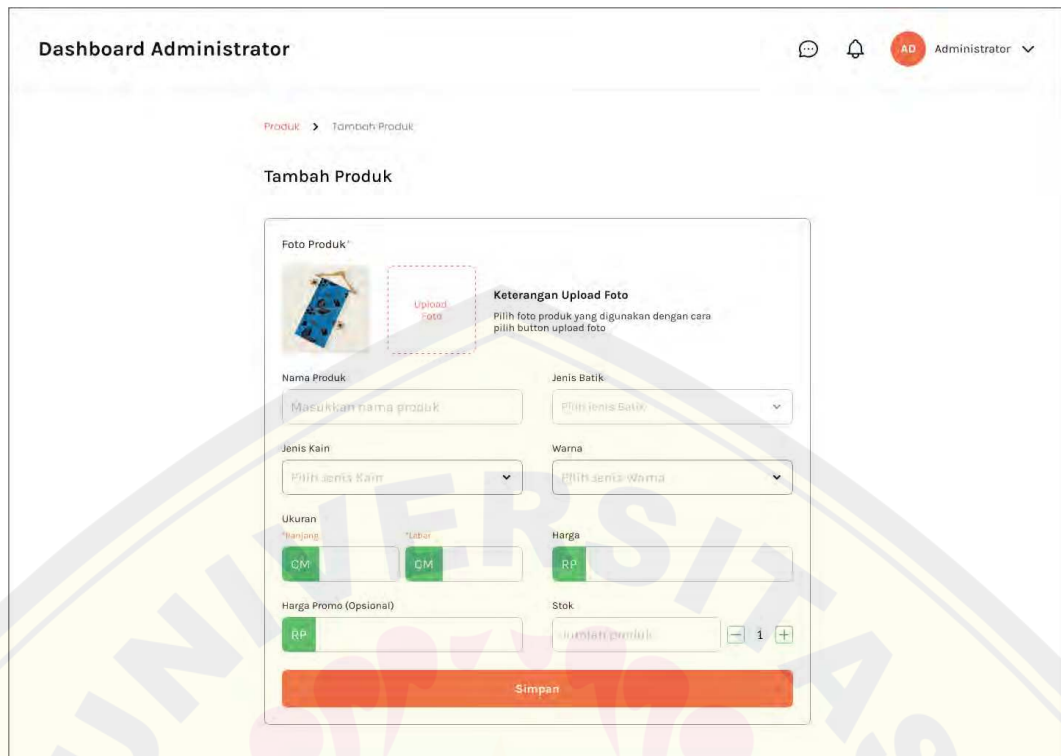 Dashboard Administrator
AD
Administrator
Produk > Tambah Produk
Tambah Produk
Foto Produk*
Upload
Foto
Keterangan Upload Foto
Pilih foto produk yang digunakan dengan cara
pilih button upload foto
Nama Produk
Jenis Batik
Masukkan nama produk
Pilih Jenis Batik
Jenis Kain
Warna
Pilih Jenis Kain
Pilih Jenis Warna
Ukuran
*Panjang
*Lebar
Harga
CM
CM
RP
Harga Promo (Opsional)
Stok
RP
Jumlah produk
1
Simpan
UNIVERSITAS